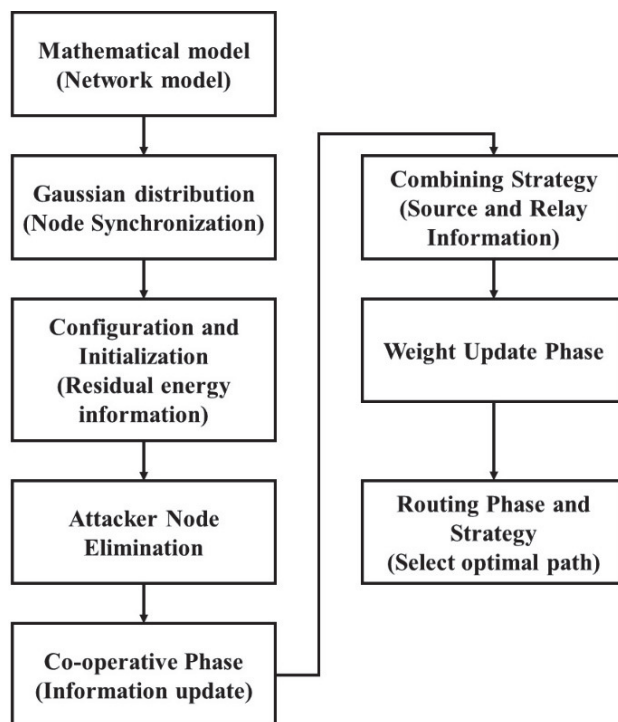 Mathematical model
(Network model)
Gaussian distribution
(Node Synchronization)
Configuration and
Initialization
(Residual energy
information)
Attacker Node
Elimination
Co-operative Phase
(Information update)
Combining Strategy
(Source and Relay
Information)
Weight Update Phase
Routing Phase and
Strategy
(Select optimal path)